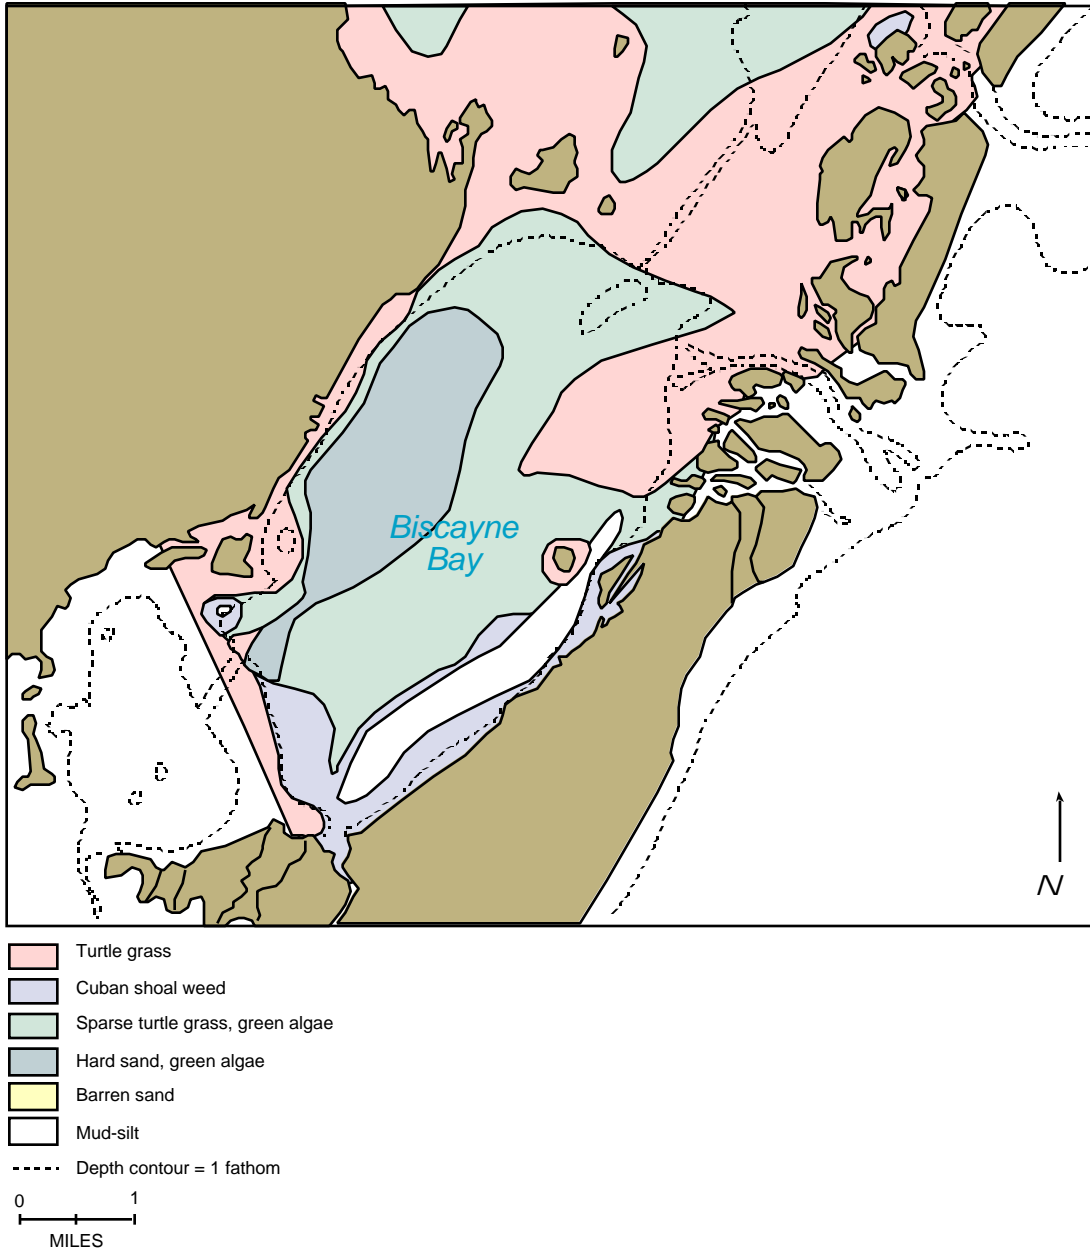 Biscayne
Bay
N
Turtle grass
Cuban shoal weed
Sparse turtle grass, green algae
Hard sand, green algae
Barren sand
Mud-silt
Depth contour = 1 fathom
0 1
MILES